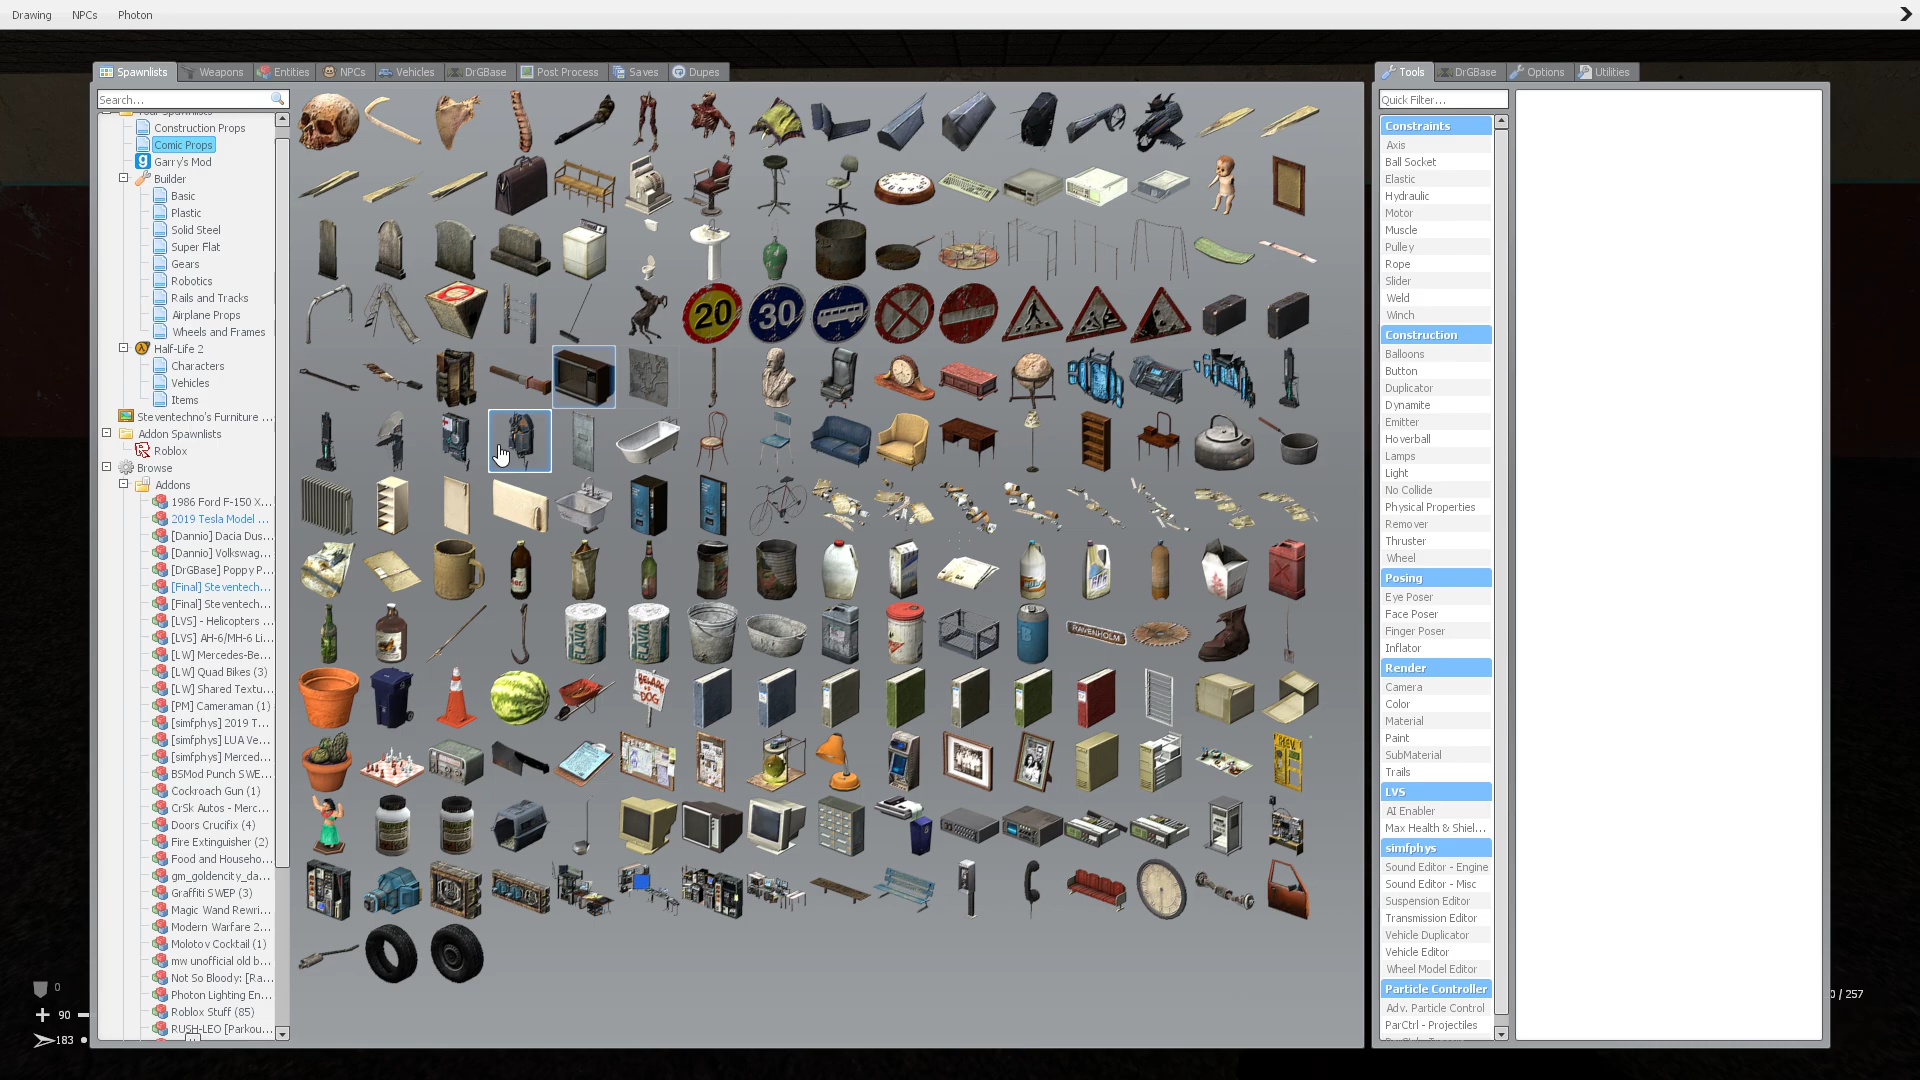 Drawing NPCs Photon
Spawnlists Weapons Entities NPCs Vehicles DrGBase Post Process Saves Dupes
Tools DrGBase Options Utilities
Search...
Construction Props
Comic Props
Garry's Mod
Builder
Basic
Plastic
Solid Steel
Super Flat
Gears
Robotics
Rails and Tracks
Airplane Props
Wheels and Frames
Half-Life 2
Characters
Vehicles
Items
Steventechno's Furniture ...
Addon Spawnlists
Roblox
Browse
Addons
1986 Ford F-150 X...
2019 Tesla Model ...
[Dannio] Dacia Dus...
[Dannio] Volkswag...
[DrGBase] Poppy P...
[Final] Steventech...
[Final] Steventech...
[LVS] - Helicopters ...
[LVS] AH-6/MH-6 Li...
[LW] Mercedes-Be...
[LW] Quad Bikes (3)
[LW] Shared Textu...
[PM] Cameraman (1)
[simfphys] 2019 T...
[simfphys] LUA Ve...
[simfphys] Merced...
BSMod Punch SWE...
Cockroach Gun (1)
CrSk Autos - Merc...
Doors Crucifix (4)
Fire Extinguisher (2)
Food and Househo...
gm_goldencity_da...
Graffiti SWEP (3)
Magic Wand Rewri...
Modern Warfare 2...
Molotov Cocktail (1)
mw unofficial old b...
Not So Bloody: [Ra...
Photon Lighting En...
Roblox Stuff (85)
RUSH-LEO [Parkou...
20
30
RAVENHOLM
BEWARE OF DOG
Quick Filter...
Constraints
Axis
Ball Socket
Elastic
Hydraulic
Motor
Muscle
Pulley
Rope
Slider
Weld
Winch
Construction
Balloons
Button
Duplicator
Dynamite
Emitter
Hoverball
Lamps
Light
No Collide
Physical Properties
Remover
Thruster
Wheel
Posing
Eye Poser
Face Poser
Finger Poser
Inflator
Render
Camera
Color
Material
Paint
SubMaterial
Trails
LVS
AI Enabler
Max Health & Shiel...
simfphys
Sound Editor - Engine
Sound Editor - Misc
Suspension Editor
Transmission Editor
Vehicle Duplicator
Vehicle Editor
Wheel Model Editor
Particle Controller
Adv. Particle Control
ParCtrl - Projectiles
0
90
183
0 / 257